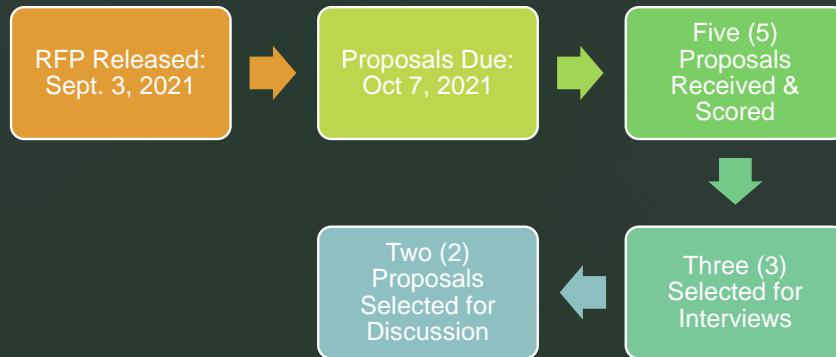 RFP Released:
Sept. 3, 2021
Proposals Due:
Oct 7, 2021
Five (5)
Proposals
Received &
Scored
Three (3)
Selected for
Interviews
Two (2)
Proposals
Selected for
Discussion